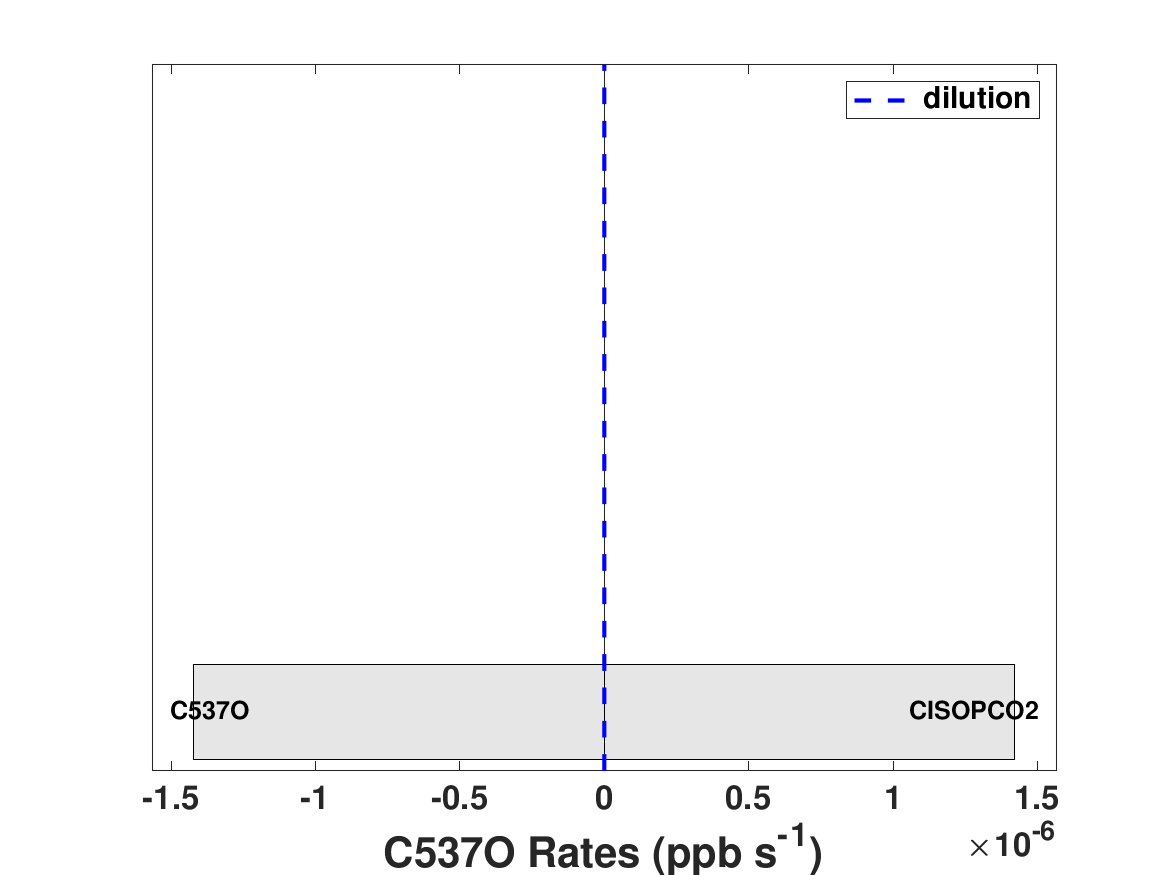 dilution
C537O CISOPCO2
-1.5 -1 -0.5 0 0.5 1 1.5
×10-6
C537O Rates (ppb s-1)